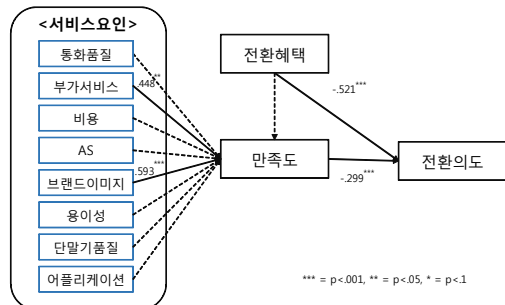 <서비스요인>
통화품질
전환혜택
.448**
-.521***
부가서비스
비용
AS
만족도
전환의도
.593***
브랜드이미지
-.299***
용이성
단말기품질
어플리케이션
*** = p<.001, ** = p<.05, * = p<.1